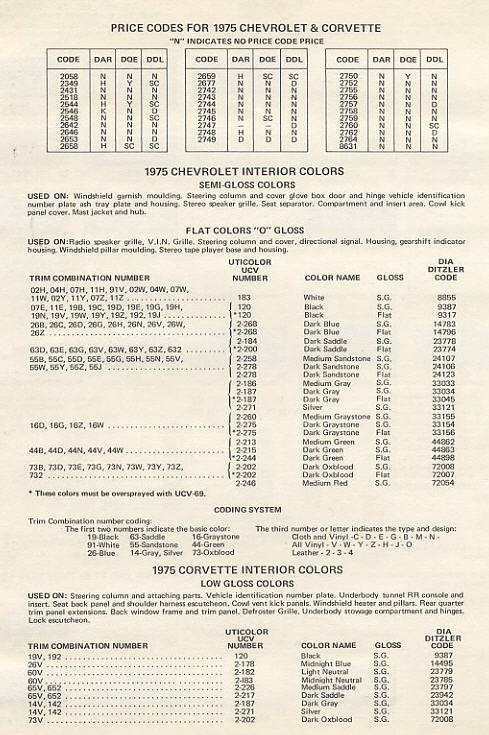 PRICE CODES FOR 1975 CHEVROLET & CORVETTE
"N" INDICATES NO PRICE CODE PRICE
CODE DAR DQE DDL
2058 N N N
2349 H Y SC
2431 N N N
2518 N N N
2544 H Y SC
2546 K N D
2548 N N SC
2642 N N N
2646 N N N
2653 N N D
2658 H SC SC
CODE DAR DQE DDL
2659 H SC SC
2677 N N D
2742 N N N
2743 N N N
2744 N N N
2745 N N N
2746 N SC N
2747 – – D
2748 H N N
2749 D D D
CODE DAR DQE DDL
2750 N Y N
2752 N N N
2755 N N N
2756 N N N
2757 N N D
2758 N N N
2759 N N N
2760 N N SC
2762 N N D
2764 N N N
8631 N N N
1975 CHEVROLET INTERIOR COLORS
SEMI-GLOSS COLORS
USED ON: Windshield garnish moulding. Steering column and cover glove box door and hinge vehicle identification
number plate ash tray plate and housing. Stereo speaker grille. Seat separator. Compartment and insert area. Cowl kick
panel cover. Mast jacket and hub.
FLAT COLORS "O" GLOSS
USED ON:Radio speaker grille, V.I.N. Grille. Steering column and cover, directional signal. Housing, gearshift indicator
housing. Windshield pillar moulding. Stereo tape player base and housing.
UTICOLOR DIA
UCV DITZLER
TRIM COMBINATION NUMBER NUMBER COLOR NAME GLOSS CODE
02H, 04H, 07H, 11H, 91V, 02W, 04W, 07W,
11W, 02Y, 11Y, 07Z, 11Z 183 White S.G. 8855
07E, 11E, 19B, 19C, 19D, 19E, 19G, 19H, 120 Black S.G. 9387
19N, 19V, 19W, 19Y, 19Z, 192, 19J *120 Black Flat 9317
26B, 26C, 26D, 26G, 26H, 26N, 26V, 26W, 2-268 Dark Blue S.G. 14783
26Z *2-268 Dark Blue Flat 14796
2-184 Dark Saddle S.G. 23778
63D, 63E, 63G, 63V, 63W, 63Y, 63Z, 632 *2-200 Dark Saddle Flat 23774
55B, 55C, 55D, 55E, 55G, 55H, 55N, 55V, 2-258 Medium Sandstone S.G. 24107
55W, 55Y, 55Z, 55J 2-278 Dark Sandstone S.G. 24106
2-278 Dark Sandstone Flat 24123
*2-186 Medium Gray S.G. 33033
2-187 Dark Gray S.G. 33034
*2-187 Dark Gray Flat 33045
2-271 Silver S.G. 33121
2-260 Medium Graystone S.G. 33155
16D, 16G, 16Z, 16W 2-275 Dark Graystone S.G. 33154
*2-275 Dark Graystone Flat 33156
2-213 Medium Green S.G. 44862
44B, 44D, 44N, 44V, 44W 2-215 Dark Green S.G. 44863
*2-244 Dark Green Flat 44898
73B, 73D, 73E, 73G, 73N, 73W, 73Y, 73Z, 2-202 Dark Oxblood S.G. 72008
732 *2-202 Dark Oxblood Flat 72007
2-246 Medium Red S.G. 72054
* These colors must be oversprayed with UCV-69.
CODING SYSTEM
Trim Combination number coding:
The first two numbers indicate the basic color: The third number or letter indicates the type and design:
19-Black 63-Saddle 16-Graystone Cloth and Vinyl -C - D - E - G - B - M - N -
91-White 55-Sandstone 44-Green All Vinyl - V - W - Y - Z - H - J - O
26-Blue 14-Gray, Silver 73-Oxblood Leather - 2 - 3 - 4
1975 CORVETTE INTERIOR COLORS
LOW GLOSS COLORS
USED ON: Steering column and attaching parts. Vehicle identification number plate. Underbody tunnel RR console and
insert. Seat back panel and shoulder harness escutcheon. Cowl vent kick panels. Windshield header and pillars. Rear quarter
trim panel extensions. Back window frame and trim panel. Defroster Grille. Underbody stowage compartment and hinges.
Lock escutcheon.
UTICOLOR DIA
UCV DITZLER
TRIM COMBINATION NUMBER NUMBER COLOR NAME GLOSS CODE
19V, 192 120 Black S.G. 9387
26V 2-178 Midnight Blue S.G. 14495
60V 2-182 Light Neutral S.G. 23779
60V 2-183 Midnight Neutral S.G. 23785
65V, 652 2-226 Medium Saddle S.G. 23797
65V, 652 2-217 Dark Saddle S.G. 23942
14V, 142 2-187 Dark Gray S.G. 33034
14V, 142 2-271 Silver S.G. 33121
73V 2-202 Dark Oxblood S.G. 72008